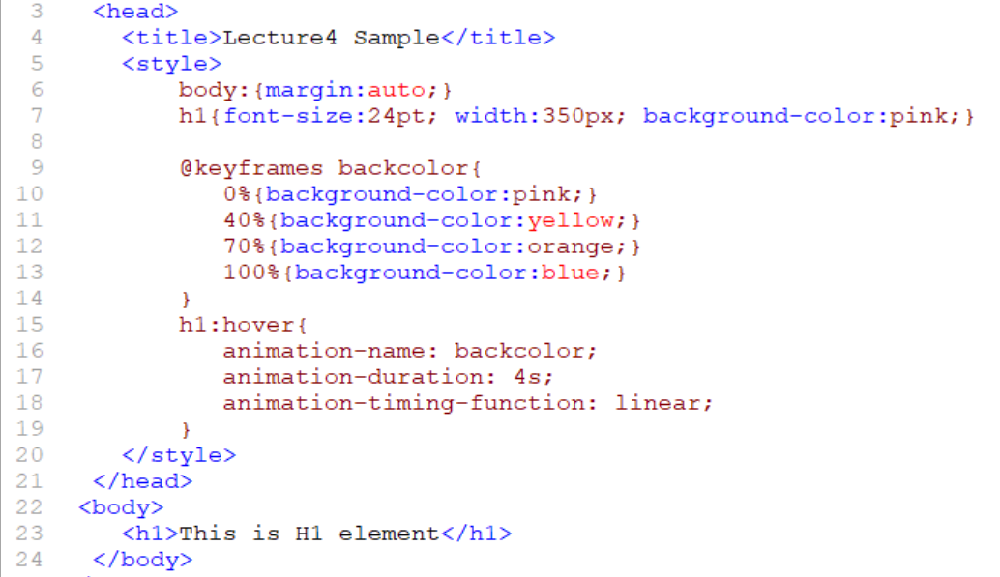 3 <head>
4 <title>Lecture4 Sample</title>
5 <style>
6 body:{margin:auto;}
7 h1{font-size:24pt; width:350px; background-color:pink;}
8
9 @keyframes backcolor{
10 0%{background-color:pink;}
11 40%{background-color:yellow;}
12 70%{background-color:orange;}
13 100%{background-color:blue;}
14 }
15 h1:hover{
16 animation-name: backcolor;
17 animation-duration: 4s;
18 animation-timing-function: linear;
19 }
20 </style>
21 </head>
22 <body>
23 <h1>This is H1 element</h1>
24 </body>